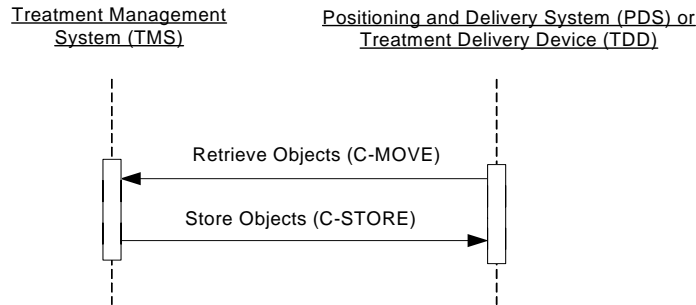 Treatment Management
System (TMS)
Positioning and Delivery System (PDS) or
Treatment Delivery Device (TDD)
Retrieve Objects (C-MOVE)
Store Objects (C-STORE)